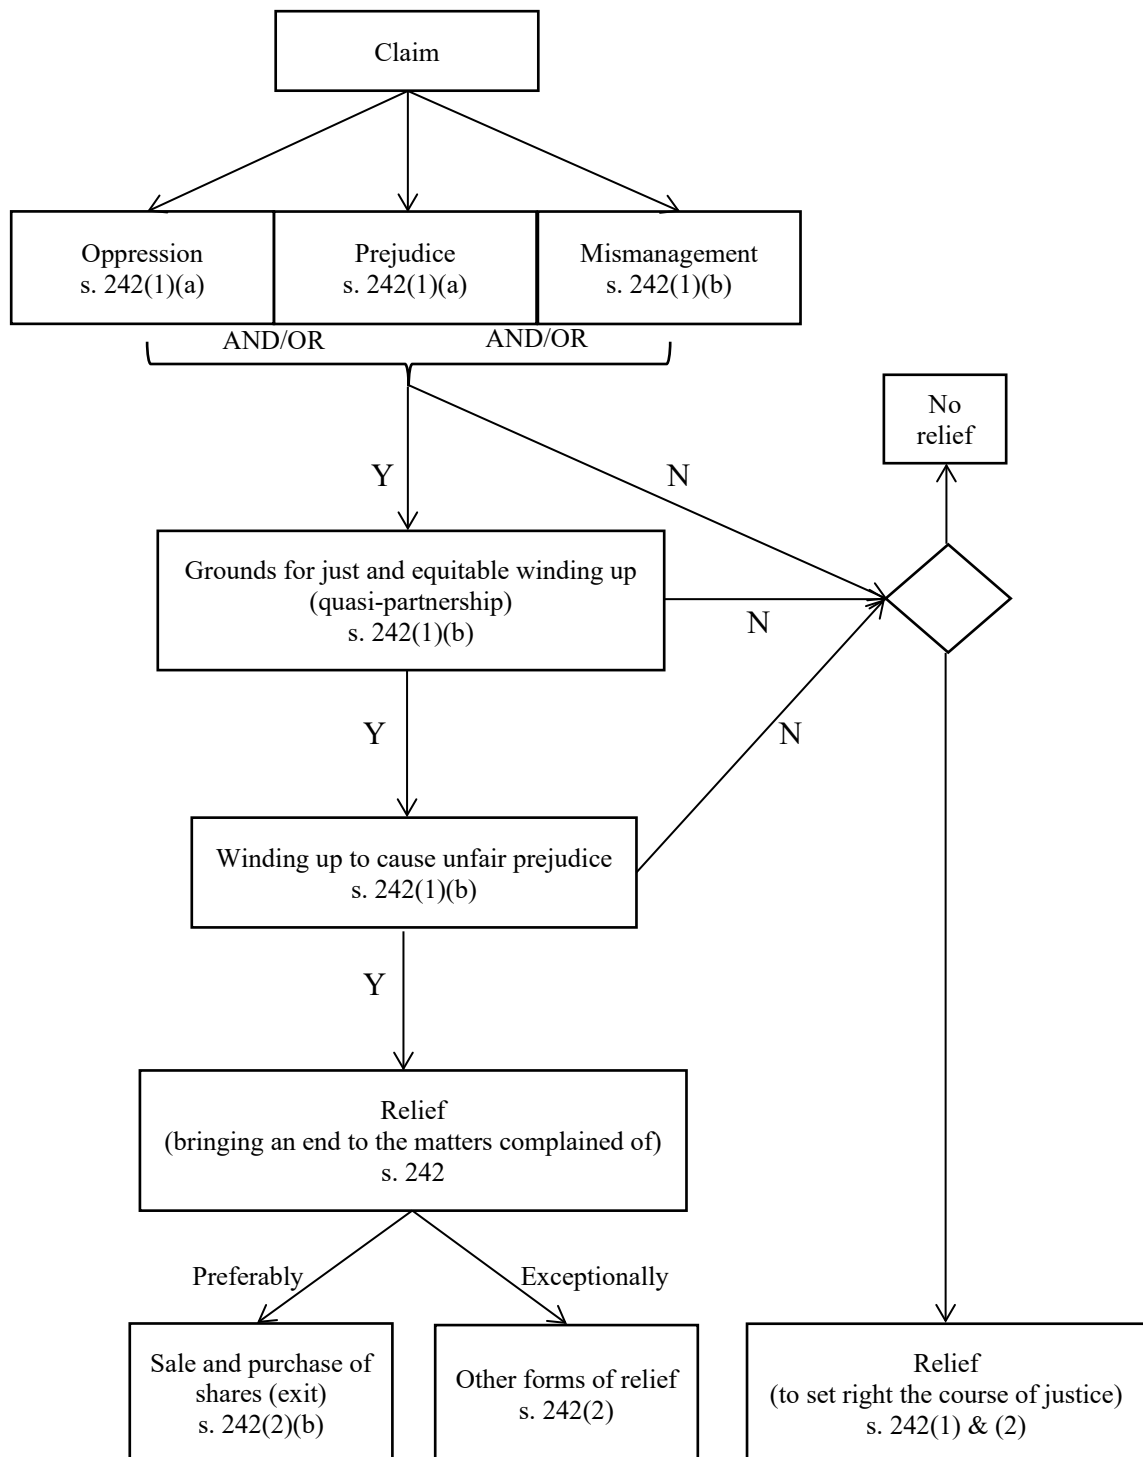 Claim
Oppression
s. 242(1)(a)
Prejudice
s. 242(1)(a)
Mismanagement
s. 242(1)(b)
AND/OR
AND/OR
No
relief
Y
N
Grounds for just and equitable winding up
(quasi-partnership)
s. 242(1)(b)
N
Y
N
Winding up to cause unfair prejudice
s. 242(1)(b)
Y
Relief
(bringing an end to the matters complained of)
s. 242
Preferably
Exceptionally
Sale and purchase of
shares (exit)
s. 242(2)(b)
Other forms of relief
s. 242(2)
Relief
(to set right the course of justice)
s. 242(1) & (2)